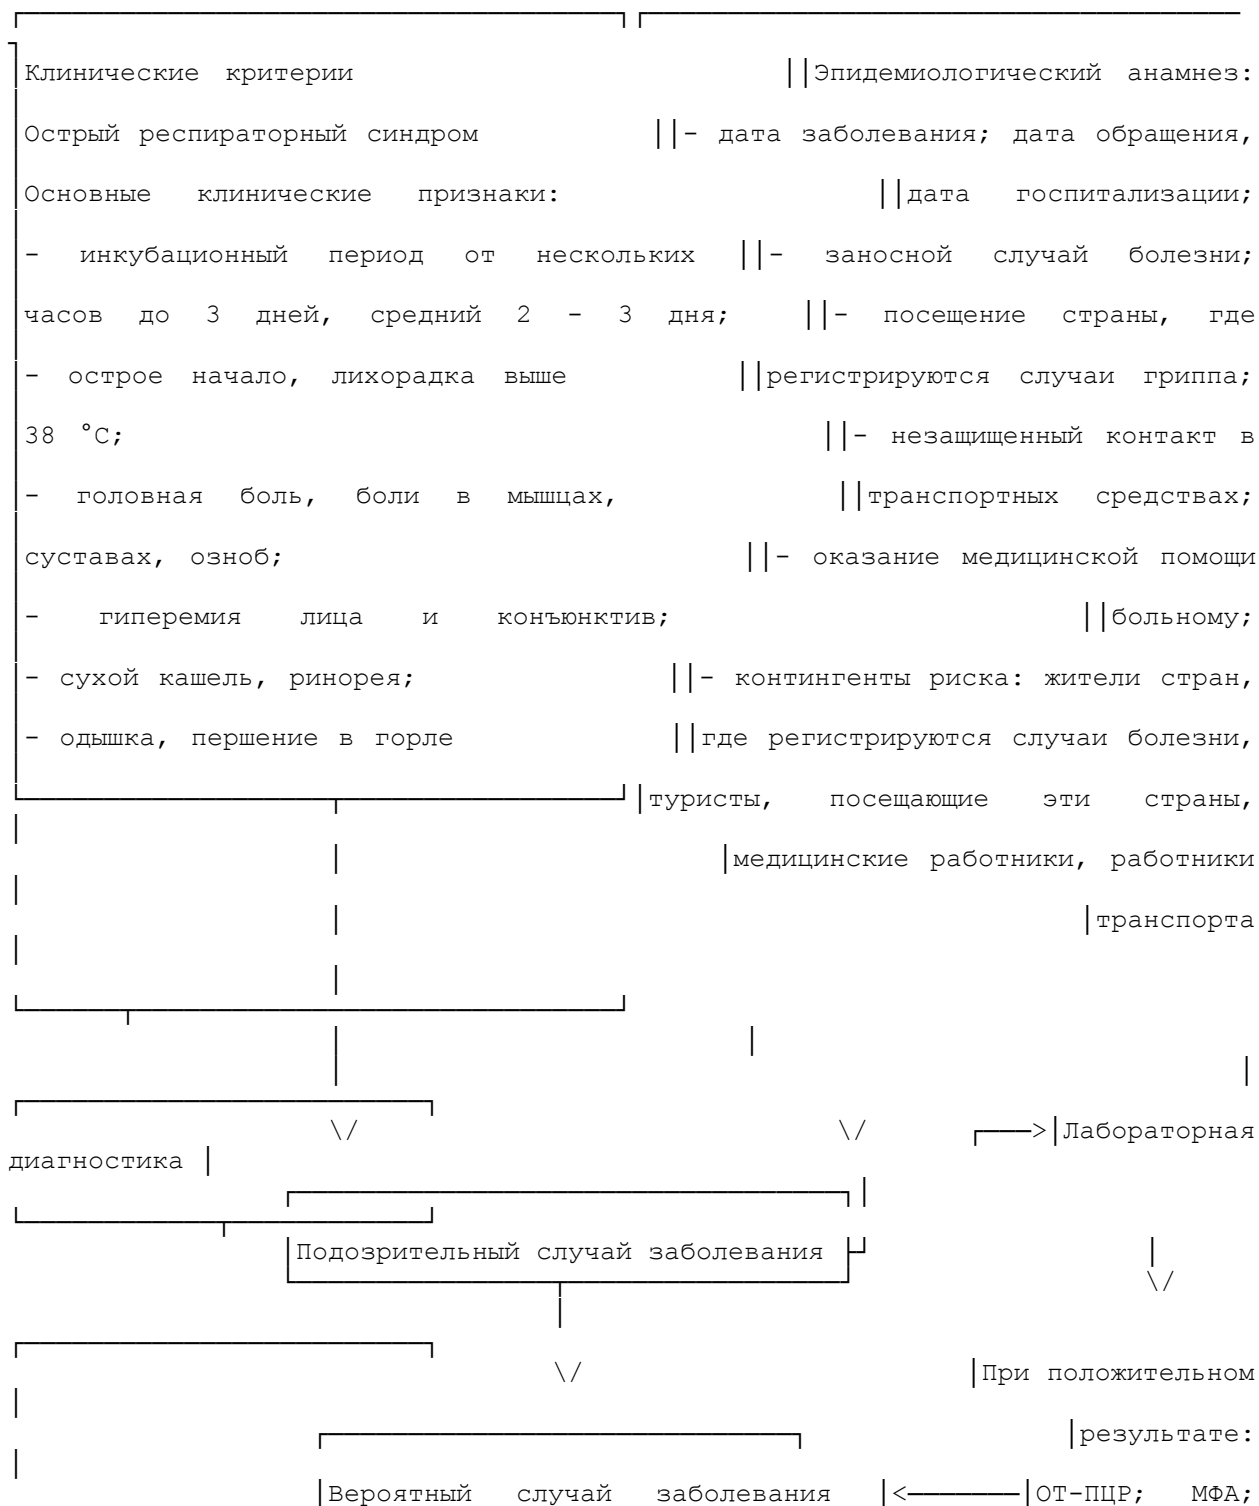 Клинические критерии ││Эпидемиологический анамнез:
Острый респираторный синдром ││- дата заболевания; дата обращения,
Основные клинические признаки: ││дата госпитализации;
- инкубационный период от нескольких ││- заносной случай болезни;
часов до 3 дней, средний 2 - 3 дня; ││- посещение страны, где
- острое начало, лихорадка выше ││регистрируются случаи гриппа;
38 °C; ││- незащищенный контакт в
- головная боль, боли в мышцах, ││транспортных средствах;
суставах, озноб; ││- оказание медицинской помощи
- гиперемия лица и конъюнктив; ││больному;
- сухой кашель, ринорея; ││- контингенты риска: жители стран,
- одышка, першение в горле ││где регистрируются случаи болезни,
туристы, посещающие эти страны,
медицинские работники, работники
транспорта
\/ \/ ┌──>│Лабораторная
диагностика │
│Подозрительный случай заболевания ├┘
\/
\/ │При положительном
│результате:
│Вероятный случай заболевания │<─────│ОТ-ПЦР; МФА;